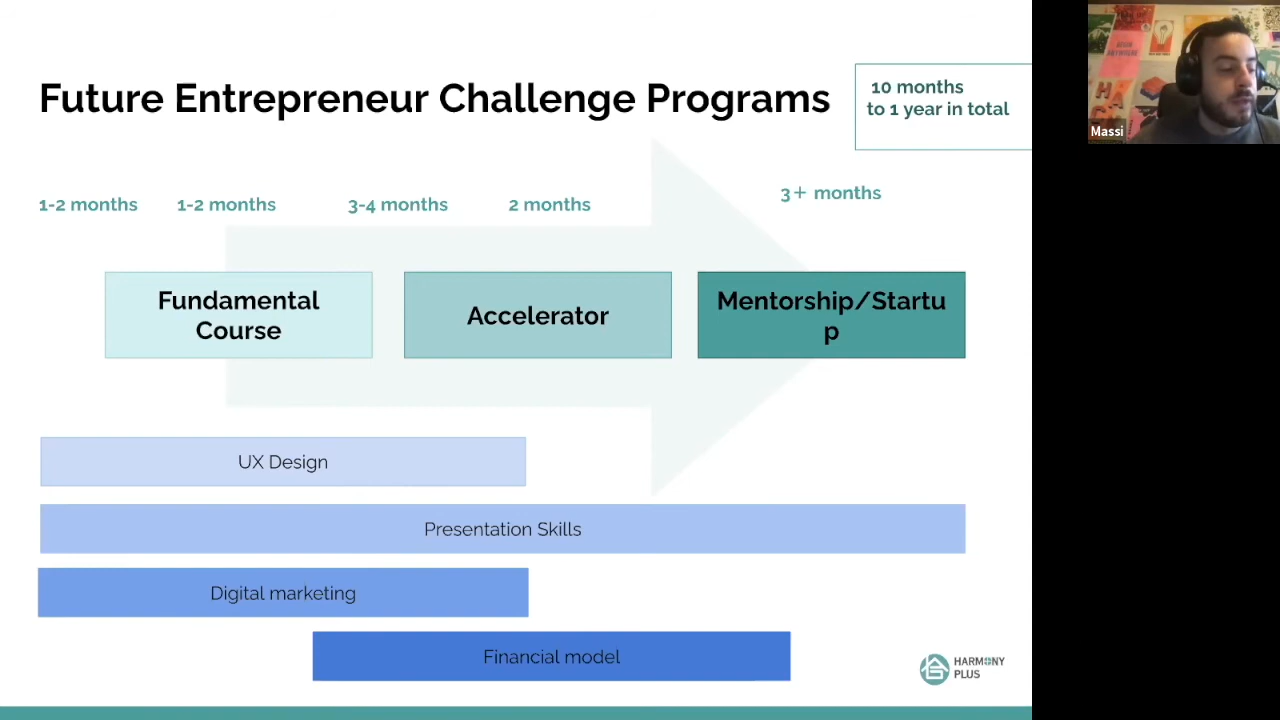 Future Entrepreneur Challenge Programs
10 months
to 1 year in total
Massi
1-2 months
1-2 months
3-4 months
2 months
3+ months
Fundamental
Course
Accelerator
Mentorship/Startu
p
UX Design
Presentation Skills
Digital marketing
Financial model
HARMONY
PLUS